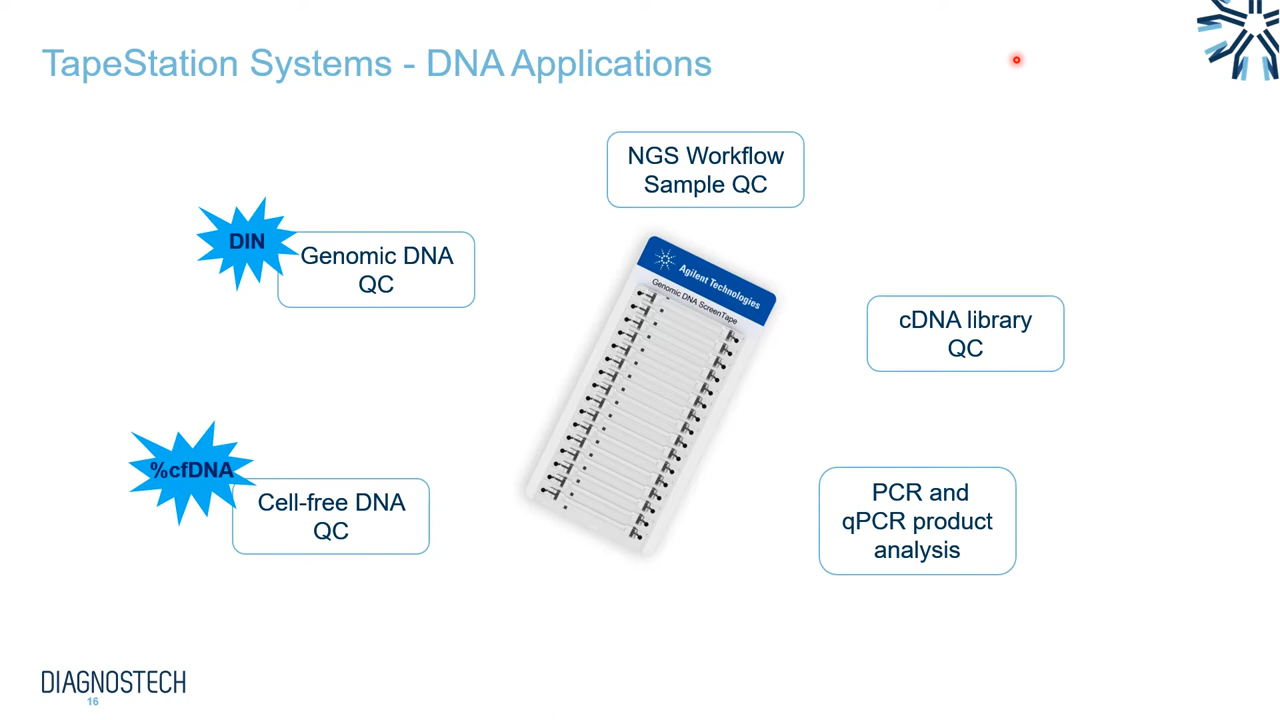 TapeStation Systems - DNA Applications
NGS Workflow
Sample QC
DIN
Genomic DNA
QC
Agilent Technologies
Genomic DNA ScreenTape
cDNA library
QC
%cfDNA
Cell-free DNA
QC
PCR and
qPCR product
analysis
DIAGNOSTECH
16